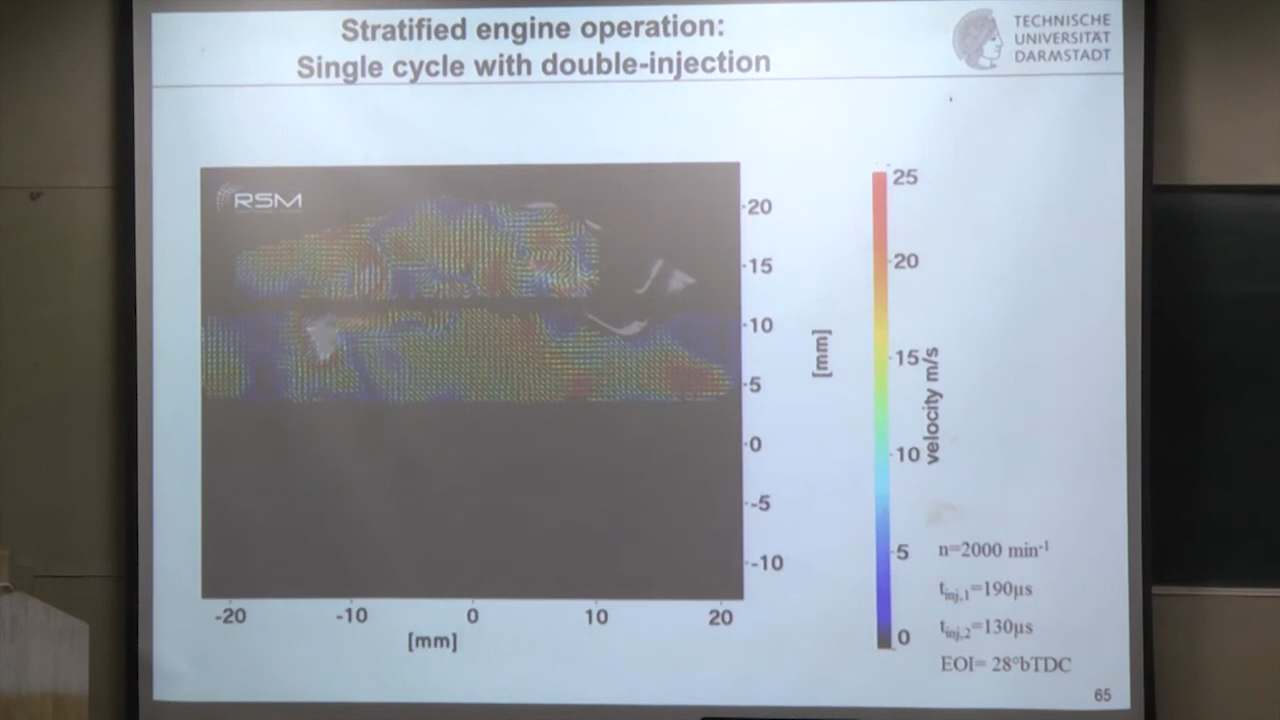 Stratified engine operation:
Single cycle with double-injection
TECHNISCHE
UNIVERSITÄT
DARMSTADT
RSM
20
15
10
5
0
-5
-10
[mm]
-20
-10
0
10
20
[mm]
25
20
15
10
5
0
velocity m/s
n=2000 min⁻¹
tinj,1=190µs
tinj,2=130µs
EOI= 28°bTDC
65